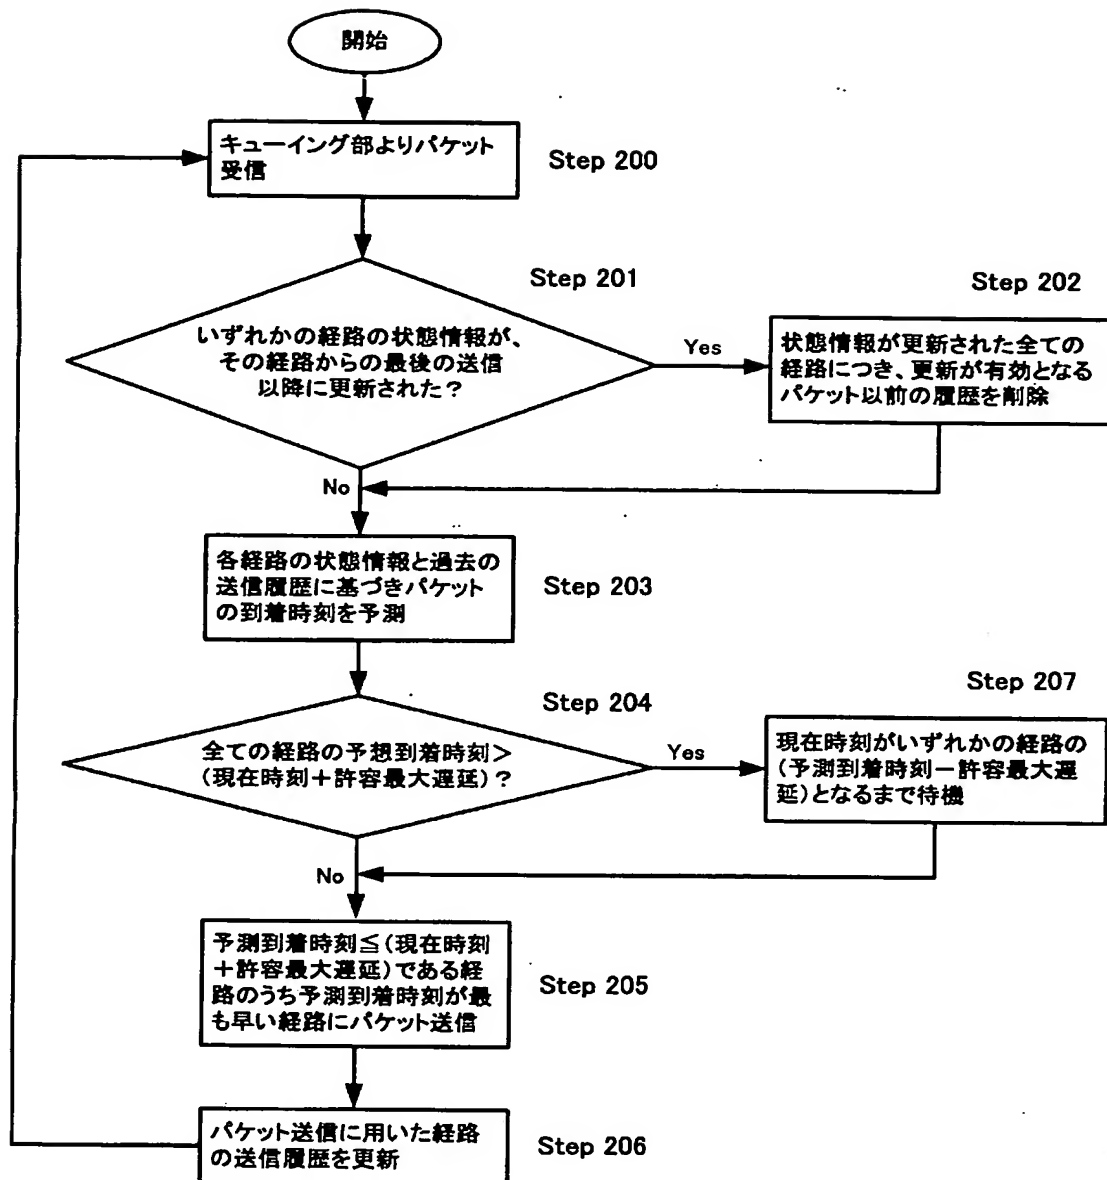 開始
キューイング部よりパケット
受信
Step 200
Step 201
いずれかの経路の状態情報が、
その経路からの最後の送信
以降に更新された？
Yes
Step 202
状態情報が更新された全ての
経路につき、更新が有効となる
パケット以前の履歴を削除
No
各経路の状態情報と過去の
送信履歴に基づきパケット
の到着時刻を予測
Step 203
Step 204
全ての経路の予想到着時刻>
(現在時刻+許容最大遅延)?
Yes
Step 207
現在時刻がいずれかの経路の
(予測到着時刻-許容最大遅
延)となるまで待機
No
予測到着時刻≦(現在時刻
+許容最大遅延)である経
路のうち予測到着時刻が最
も早い経路にパケット送信
Step 205
パケット送信に用いた経路
の送信履歴を更新
Step 206